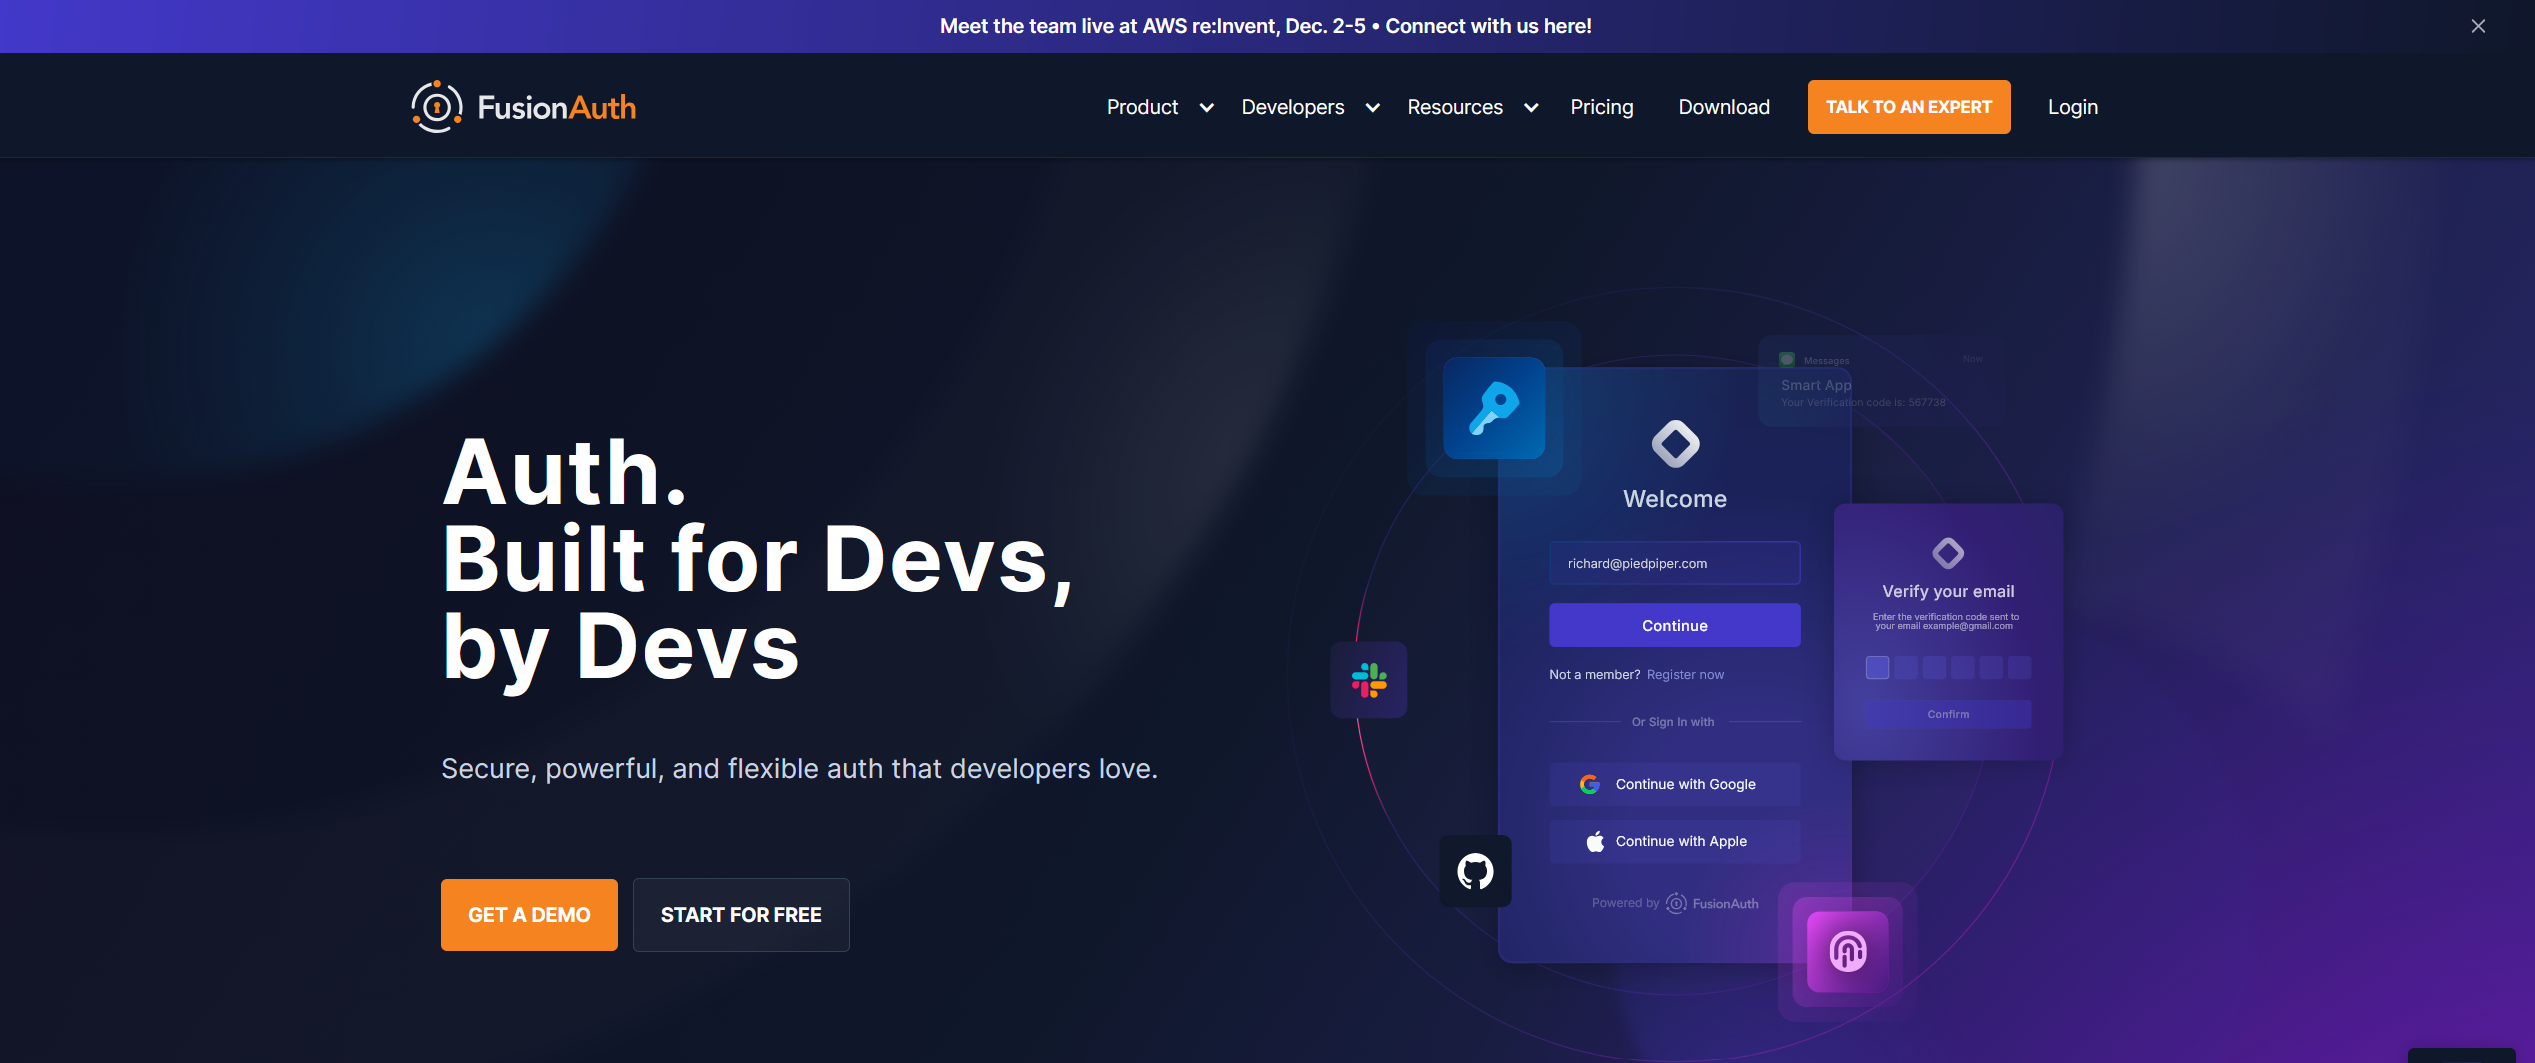 Meet the team live at AWS re:Invent, Dec. 2-5 • Connect with us here!
FusionAuth
Product
Developers
Resources
Pricing
Download
TALK TO AN EXPERT
Login
Auth.
Built for Devs,
by Devs
Secure, powerful, and flexible auth that developers love.
GET A DEMO
START FOR FREE
Messages
Now
Smart App
Your Verification code is: 567738
Welcome
richard@piedpiper.com
Continue
Not a member? Register now
Or Sign In with
Continue with Google
Continue with Apple
Powered by FusionAuth
Verify your email
Enter the verification code sent to
your email example@gmail.com
Confirm